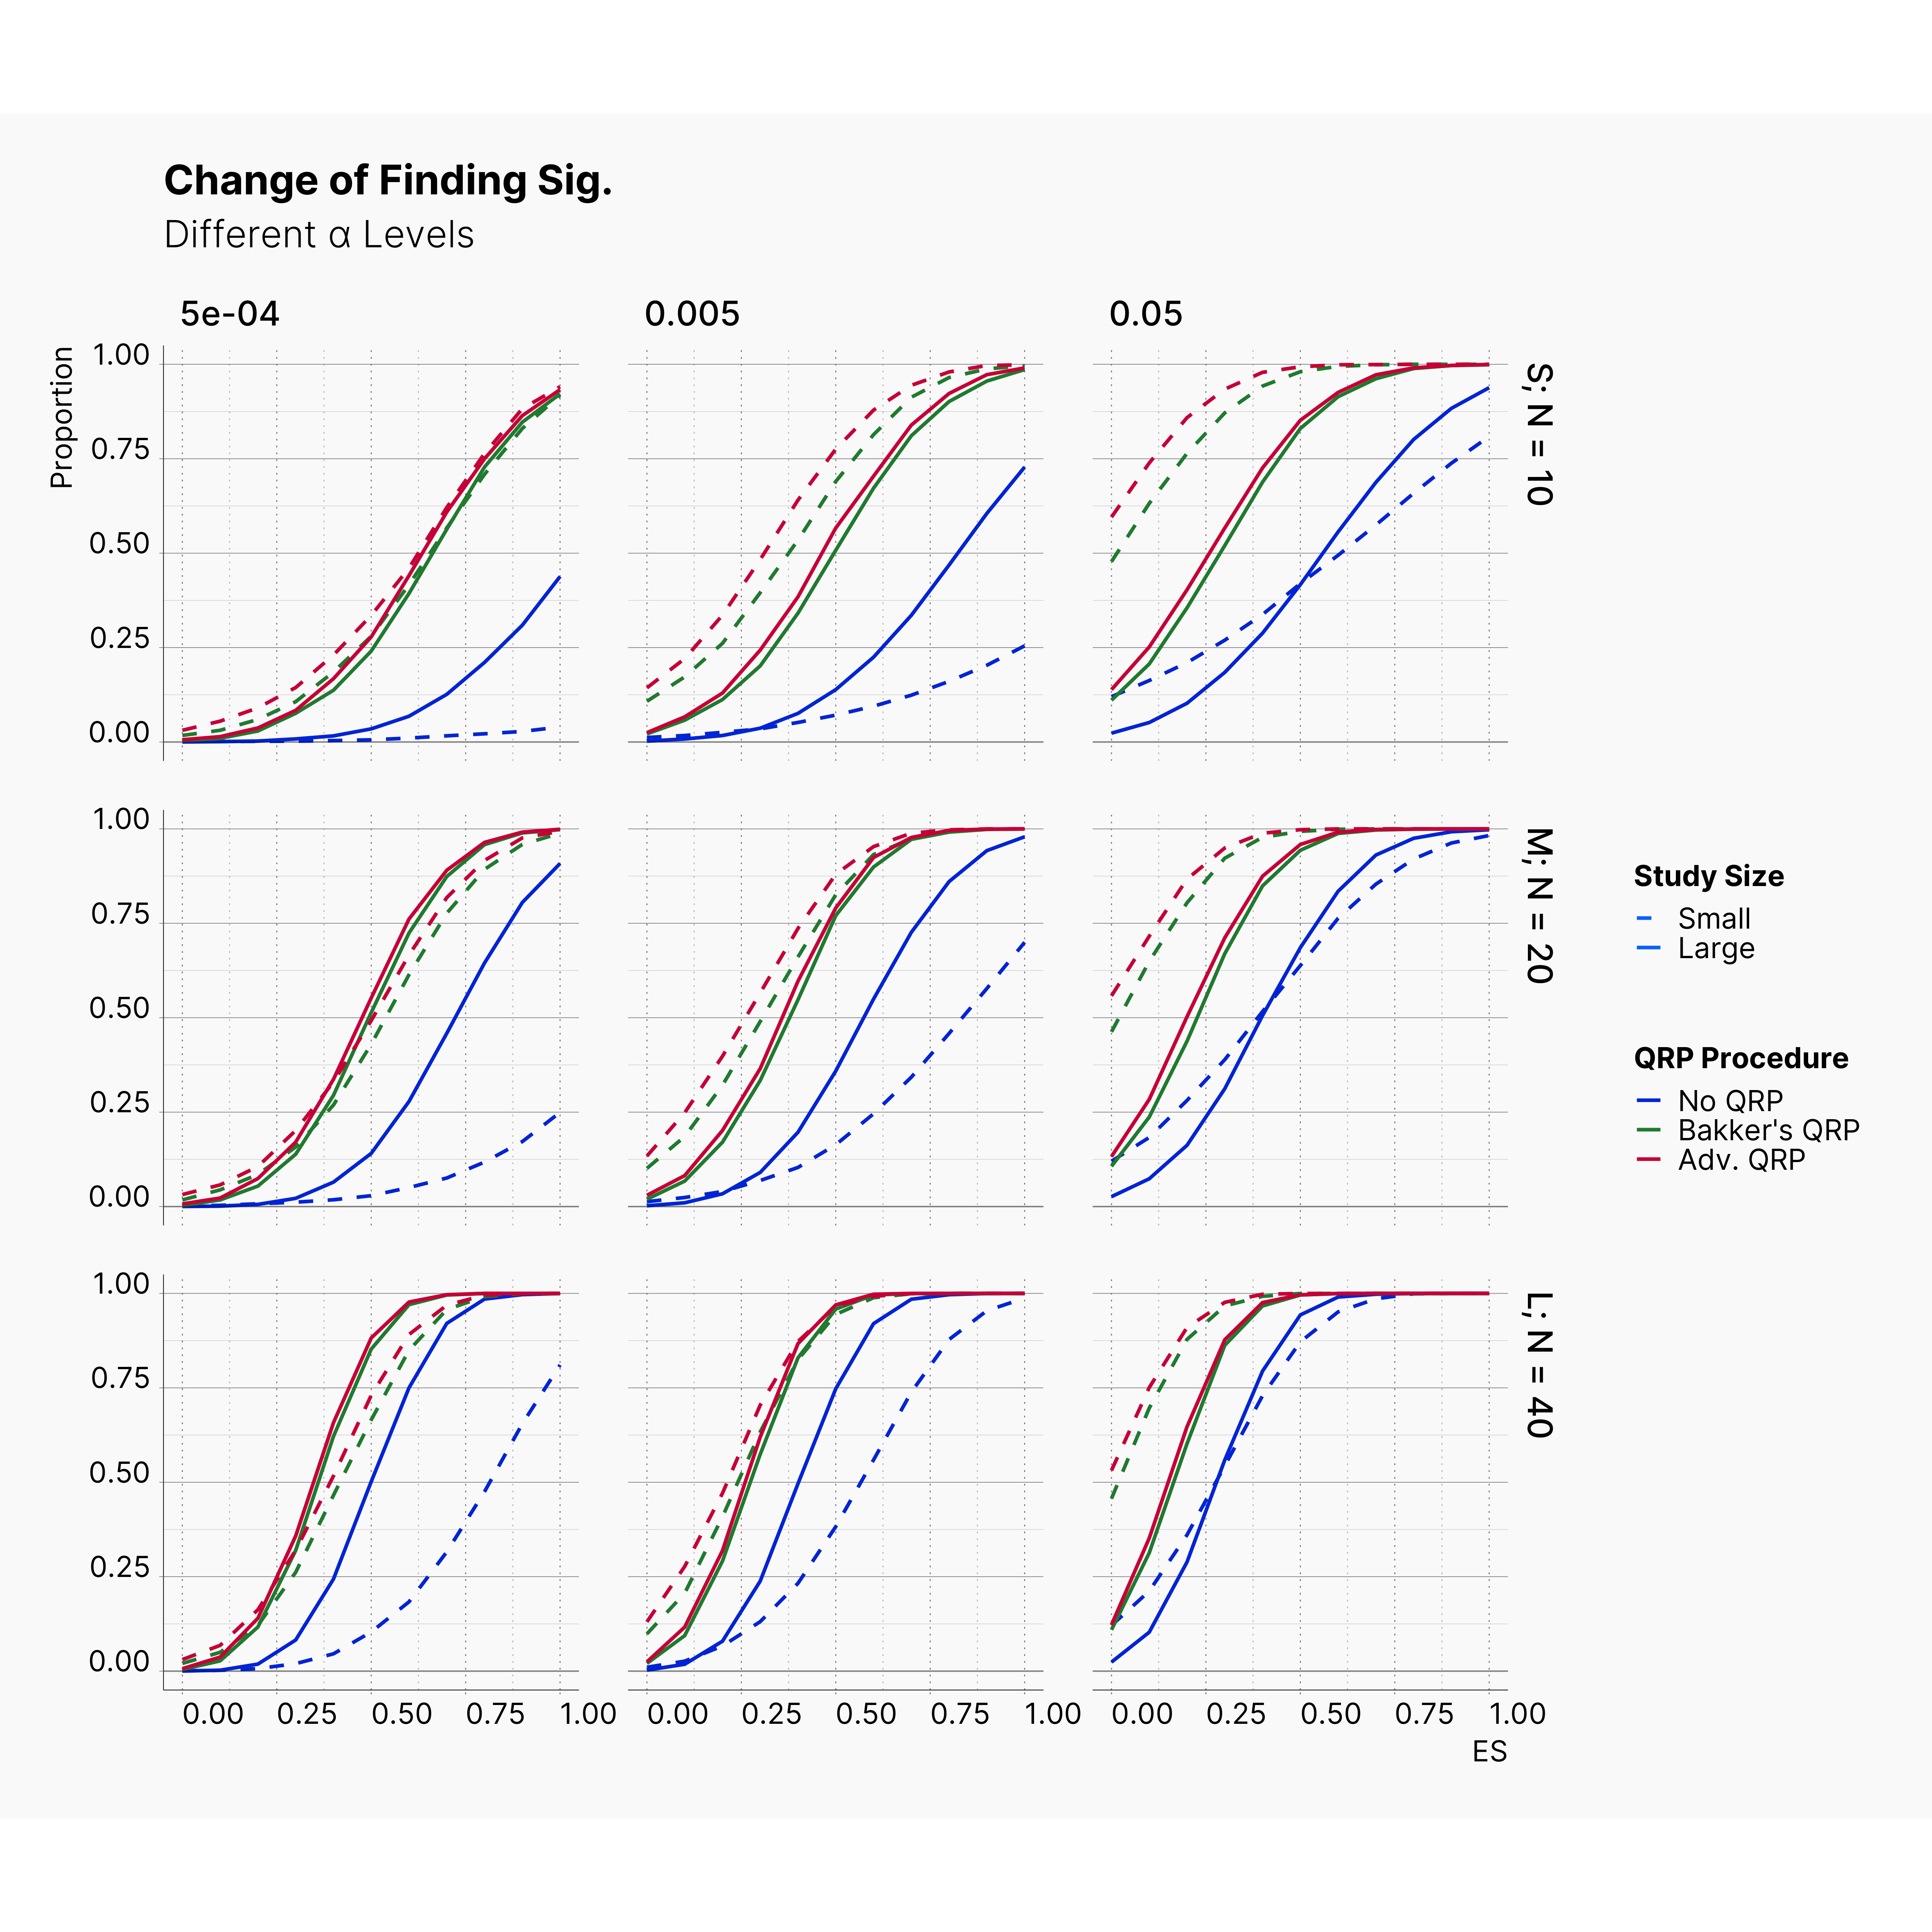 Change of Finding Sig.
Different α Levels
5e-04
0.005
0.05
Proportion
1.00
0.75
0.50
0.25
0.00
S; N = 10
1.00
0.75
0.50
0.25
0.00
M; N = 20
1.00
0.75
0.50
0.25
0.00
L; N = 40
0.00 0.25 0.50 0.75 1.00
0.00 0.25 0.50 0.75 1.00
0.00 0.25 0.50 0.75 1.00
ES
Study Size
Small
Large
QRP Procedure
No QRP
Bakker's QRP
Adv. QRP